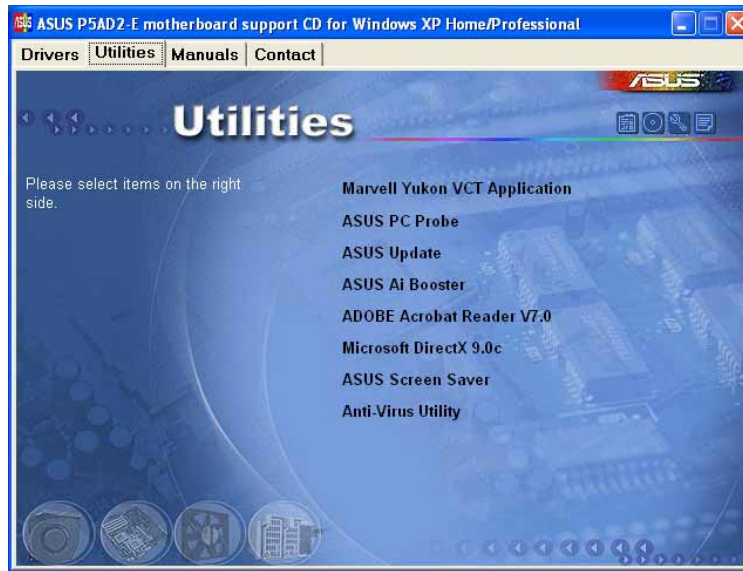 ASUS P5AD2-E motherboard support CD for Windows XP Home/Professional
Drivers Utilities Manuals Contact
ASUS
Utilities
Please select items on the right
side.
Marvell Yukon VCT Application
ASUS PC Probe
ASUS Update
ASUS Ai Booster
ADOBE Acrobat Reader V7.0
Microsoft DirectX 9.0c
ASUS Screen Saver
Anti-Virus Utility